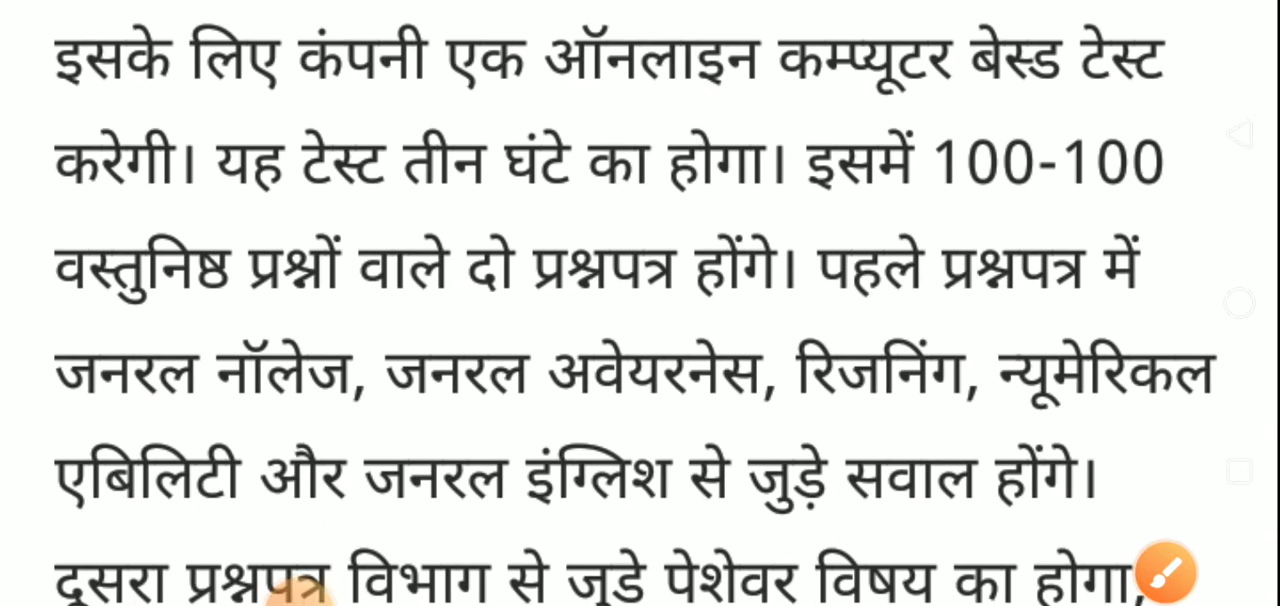 इसके लिए कंपनी एक ऑनलाइन कम्प्यूटर बेस्ड टेस्ट
करेगी। यह टेस्ट तीन घंटे का होगा। इसमें 100-100
वस्तुनिष्ठ प्रश्नों वाले दो प्रश्नपत्र होंगे। पहले प्रश्नपत्र में
जनरल नॉलेज, जनरल अवेयरनेस, रिजनिंग, न्यूमेरिकल
एबिलिटी और जनरल इंग्लिश से जुड़े सवाल होंगे।
दूसरा प्रश्नपत्र विभाग से जुडे पेशेवर विषय का होगा,